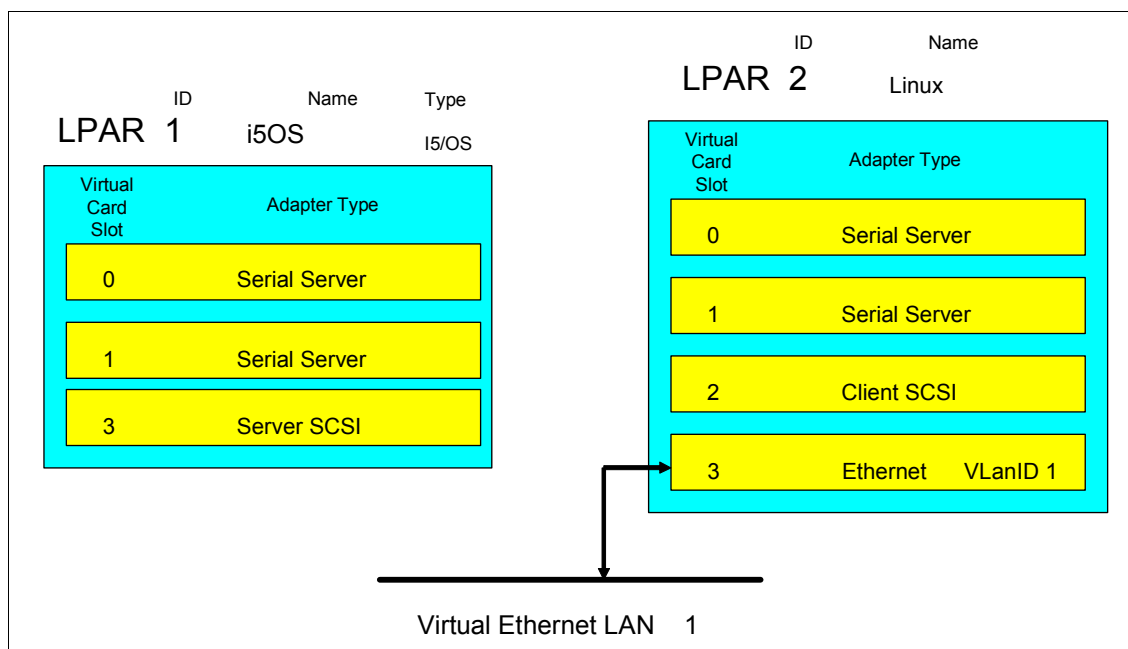 ID Name Type
LPAR 1 i5OS I5/OS
Virtual
Card
Slot
Adapter Type
0 Serial Server
1 Serial Server
3 Server SCSI
ID Name
LPAR 2 Linux
Virtual
Card
Slot
Adapter Type
0 Serial Server
1 Serial Server
2 Client SCSI
3 Ethernet VLanID 1
Virtual Ethernet LAN 1